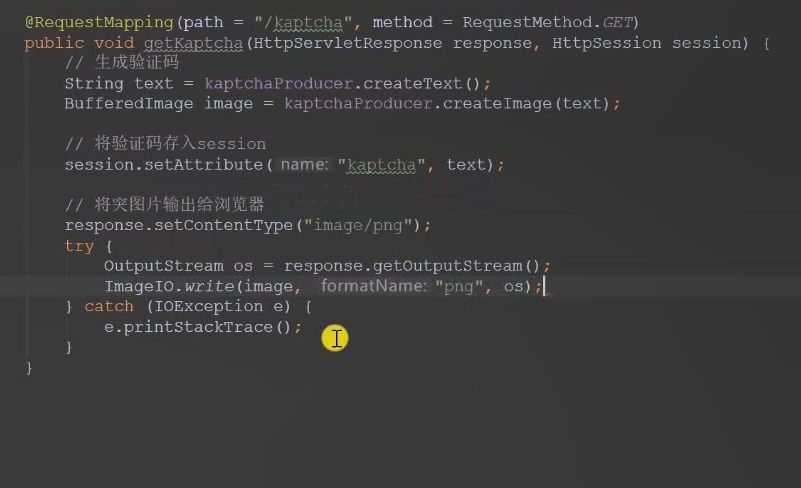 @RequestMapping(path = "/kaptcha", method = RequestMethod.GET)
public void getKaptcha(HttpServletResponse response, HttpSession session) {
// 生成验证码
String text = kaptchaProducer.createText();
BufferedImage image = kaptchaProducer.createImage(text);
// 将验证码存入session
session.setAttribute( name: "kaptcha", text);
// 将突图片输出给浏览器
response.setContentType("image/png");
try {
OutputStream os = response.getOutputStream();
ImageIO.write(image, formatName: "png", os);
} catch (IOException e) {
e.printStackTrace();
}
}